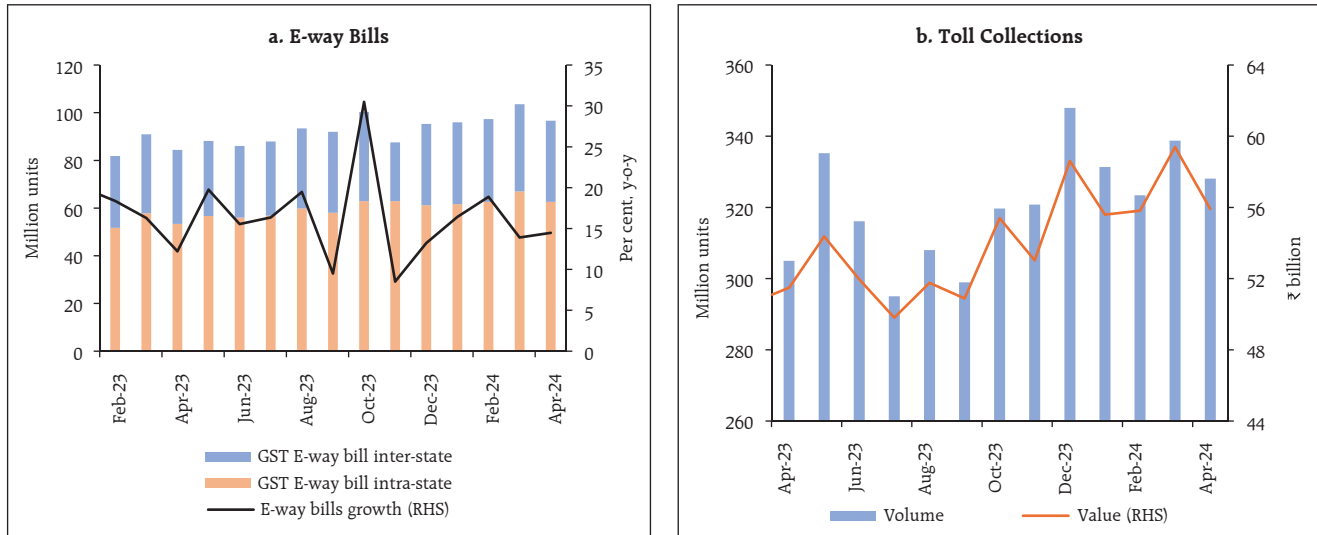 a. E-way Bills
Million units
120
100
80
60
40
20
0
35
30
25
20
15
10
5
0
Per cent, y-o-y
Feb-23
Apr-23
Jun-23
Aug-23
Oct-23
Dec-23
Feb-24
Apr-24
GST E-way bill inter-state
GST E-way bill intra-state
E-way bills growth (RHS)
b. Toll Collections
Million units
360
340
320
300
280
260
64
60
56
52
48
44
₹ billion
Apr-23
Jun-23
Aug-23
Oct-23
Dec-23
Feb-24
Apr-24
Volume
Value (RHS)